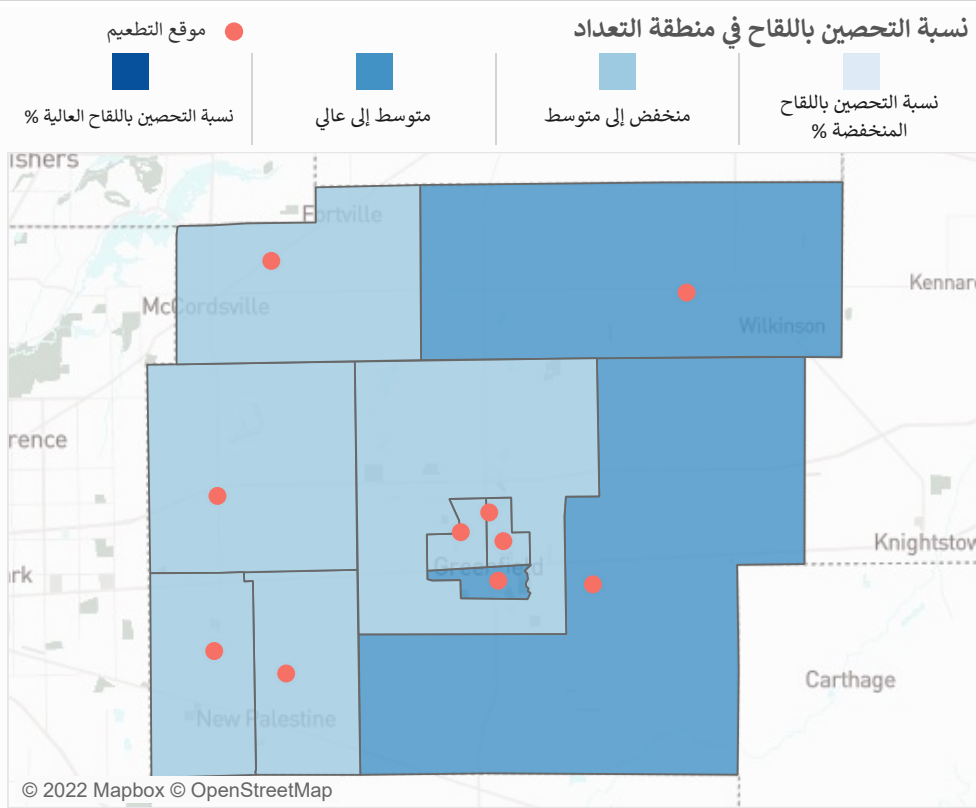 نسبة التحصين باللقاح في منطقة التعداد
موقع التطعيم
نسبة التحصين باللقاح
المنخفضة %
منخفض إلى متوسط
متوسط إلى عالي
نسبة التحصين باللقاح العالية %
ishers
Fortville
McCordsville
Kennar
Wilkinson
rence
Knightstow
Greenfield
rk
Carthage
New Palestine
© 2022 Mapbox © OpenStreetMap